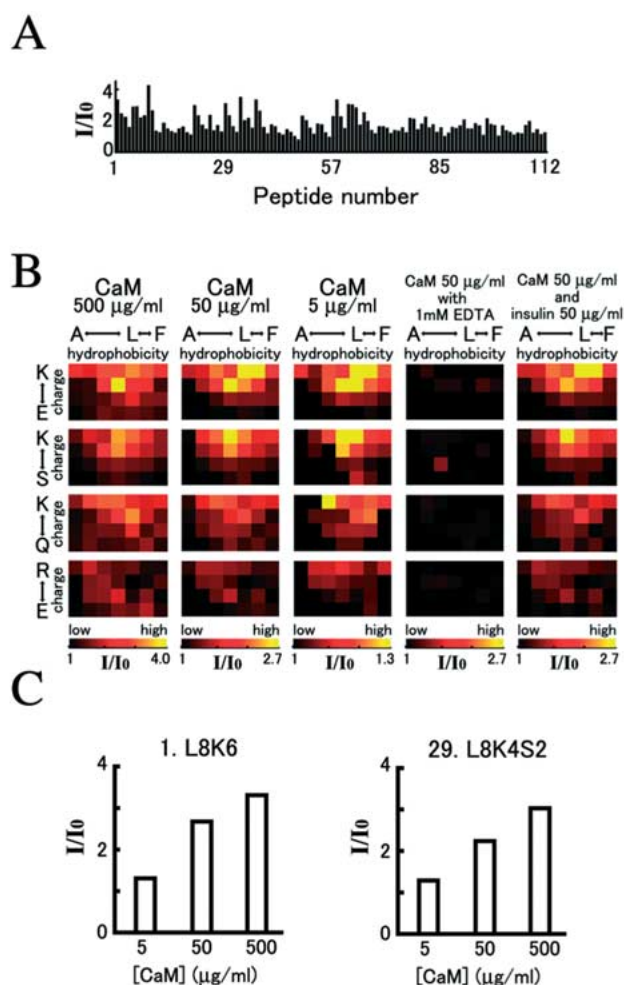 A
I/I0
4
2
0
1 29 57 85 112
Peptide number
B
CaM
500 µg/ml
CaM
50 µg/ml
CaM
5 µg/ml
CaM 50 µg/ml
with
1mM EDTA
CaM 50 µg/ml
and
insulin 50 µg/ml
A↔L↔F A↔L↔F A↔L↔F A↔L↔F A↔L↔F
hydrophobicity hydrophobicity hydrophobicity hydrophobicity hydrophobicity
K↔E
charge
K↔S
charge
K↔Q
charge
R↔E
charge
low high low high low high low high low high
1 I/I0 4.0 1 I/I0 2.7 1 I/I0 1.3 1 I/I0 2.7 1 I/I0 2.7
C
1. L8K6
I/I0
4
2
0
5 50 500
[CaM] (µg/ml)
29. L8K4S2
I/I0
4
2
0
5 50 500
[CaM] (µg/ml)